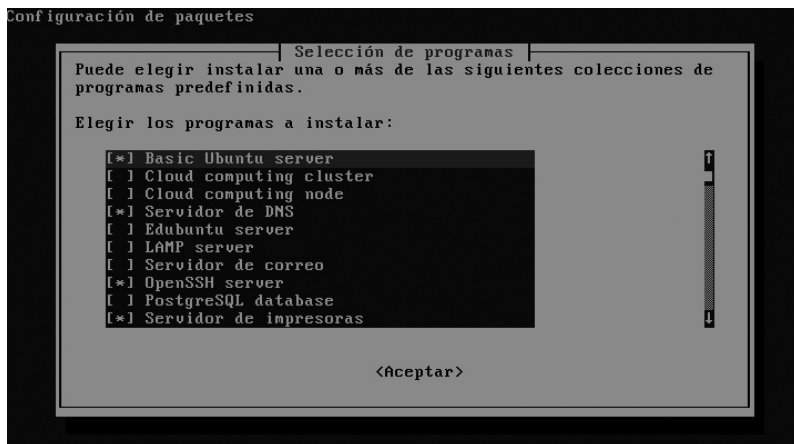 Configuración de paquetes
Selección de programas
Puede elegir instalar una o más de las siguientes colecciones de
programas predefinidas.
Elegir los programas a instalar:
[*] Basic Ubuntu server
[ ] Cloud computing cluster
[ ] Cloud computing node
[*] Servidor de DNS
[ ] Edubuntu server
[ ] LAMP server
[ ] Servidor de correo
[*] OpenSSH server
[ ] PostgreSQL database
[*] Servidor de impresoras
<Aceptar>